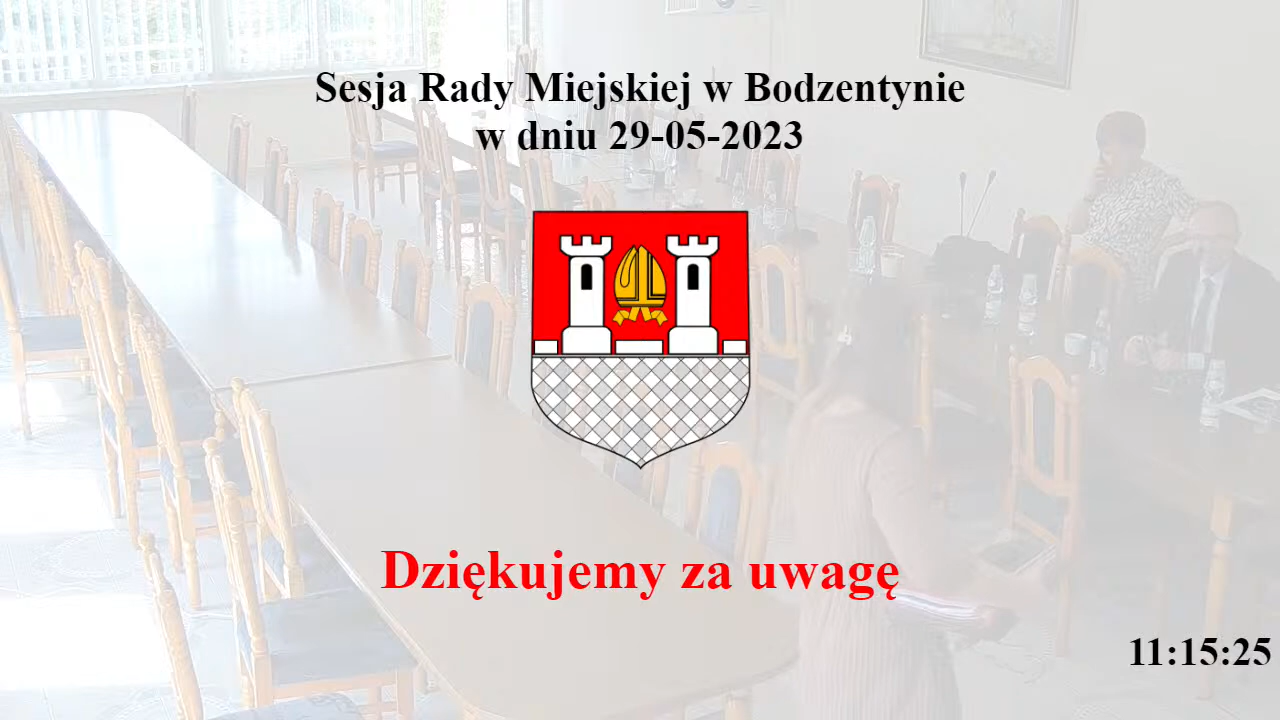 Sesja Rady Miejskiej w Bodzentynie
w dniu 29-05-2023
Dziękujemy za uwagę
11:15:25